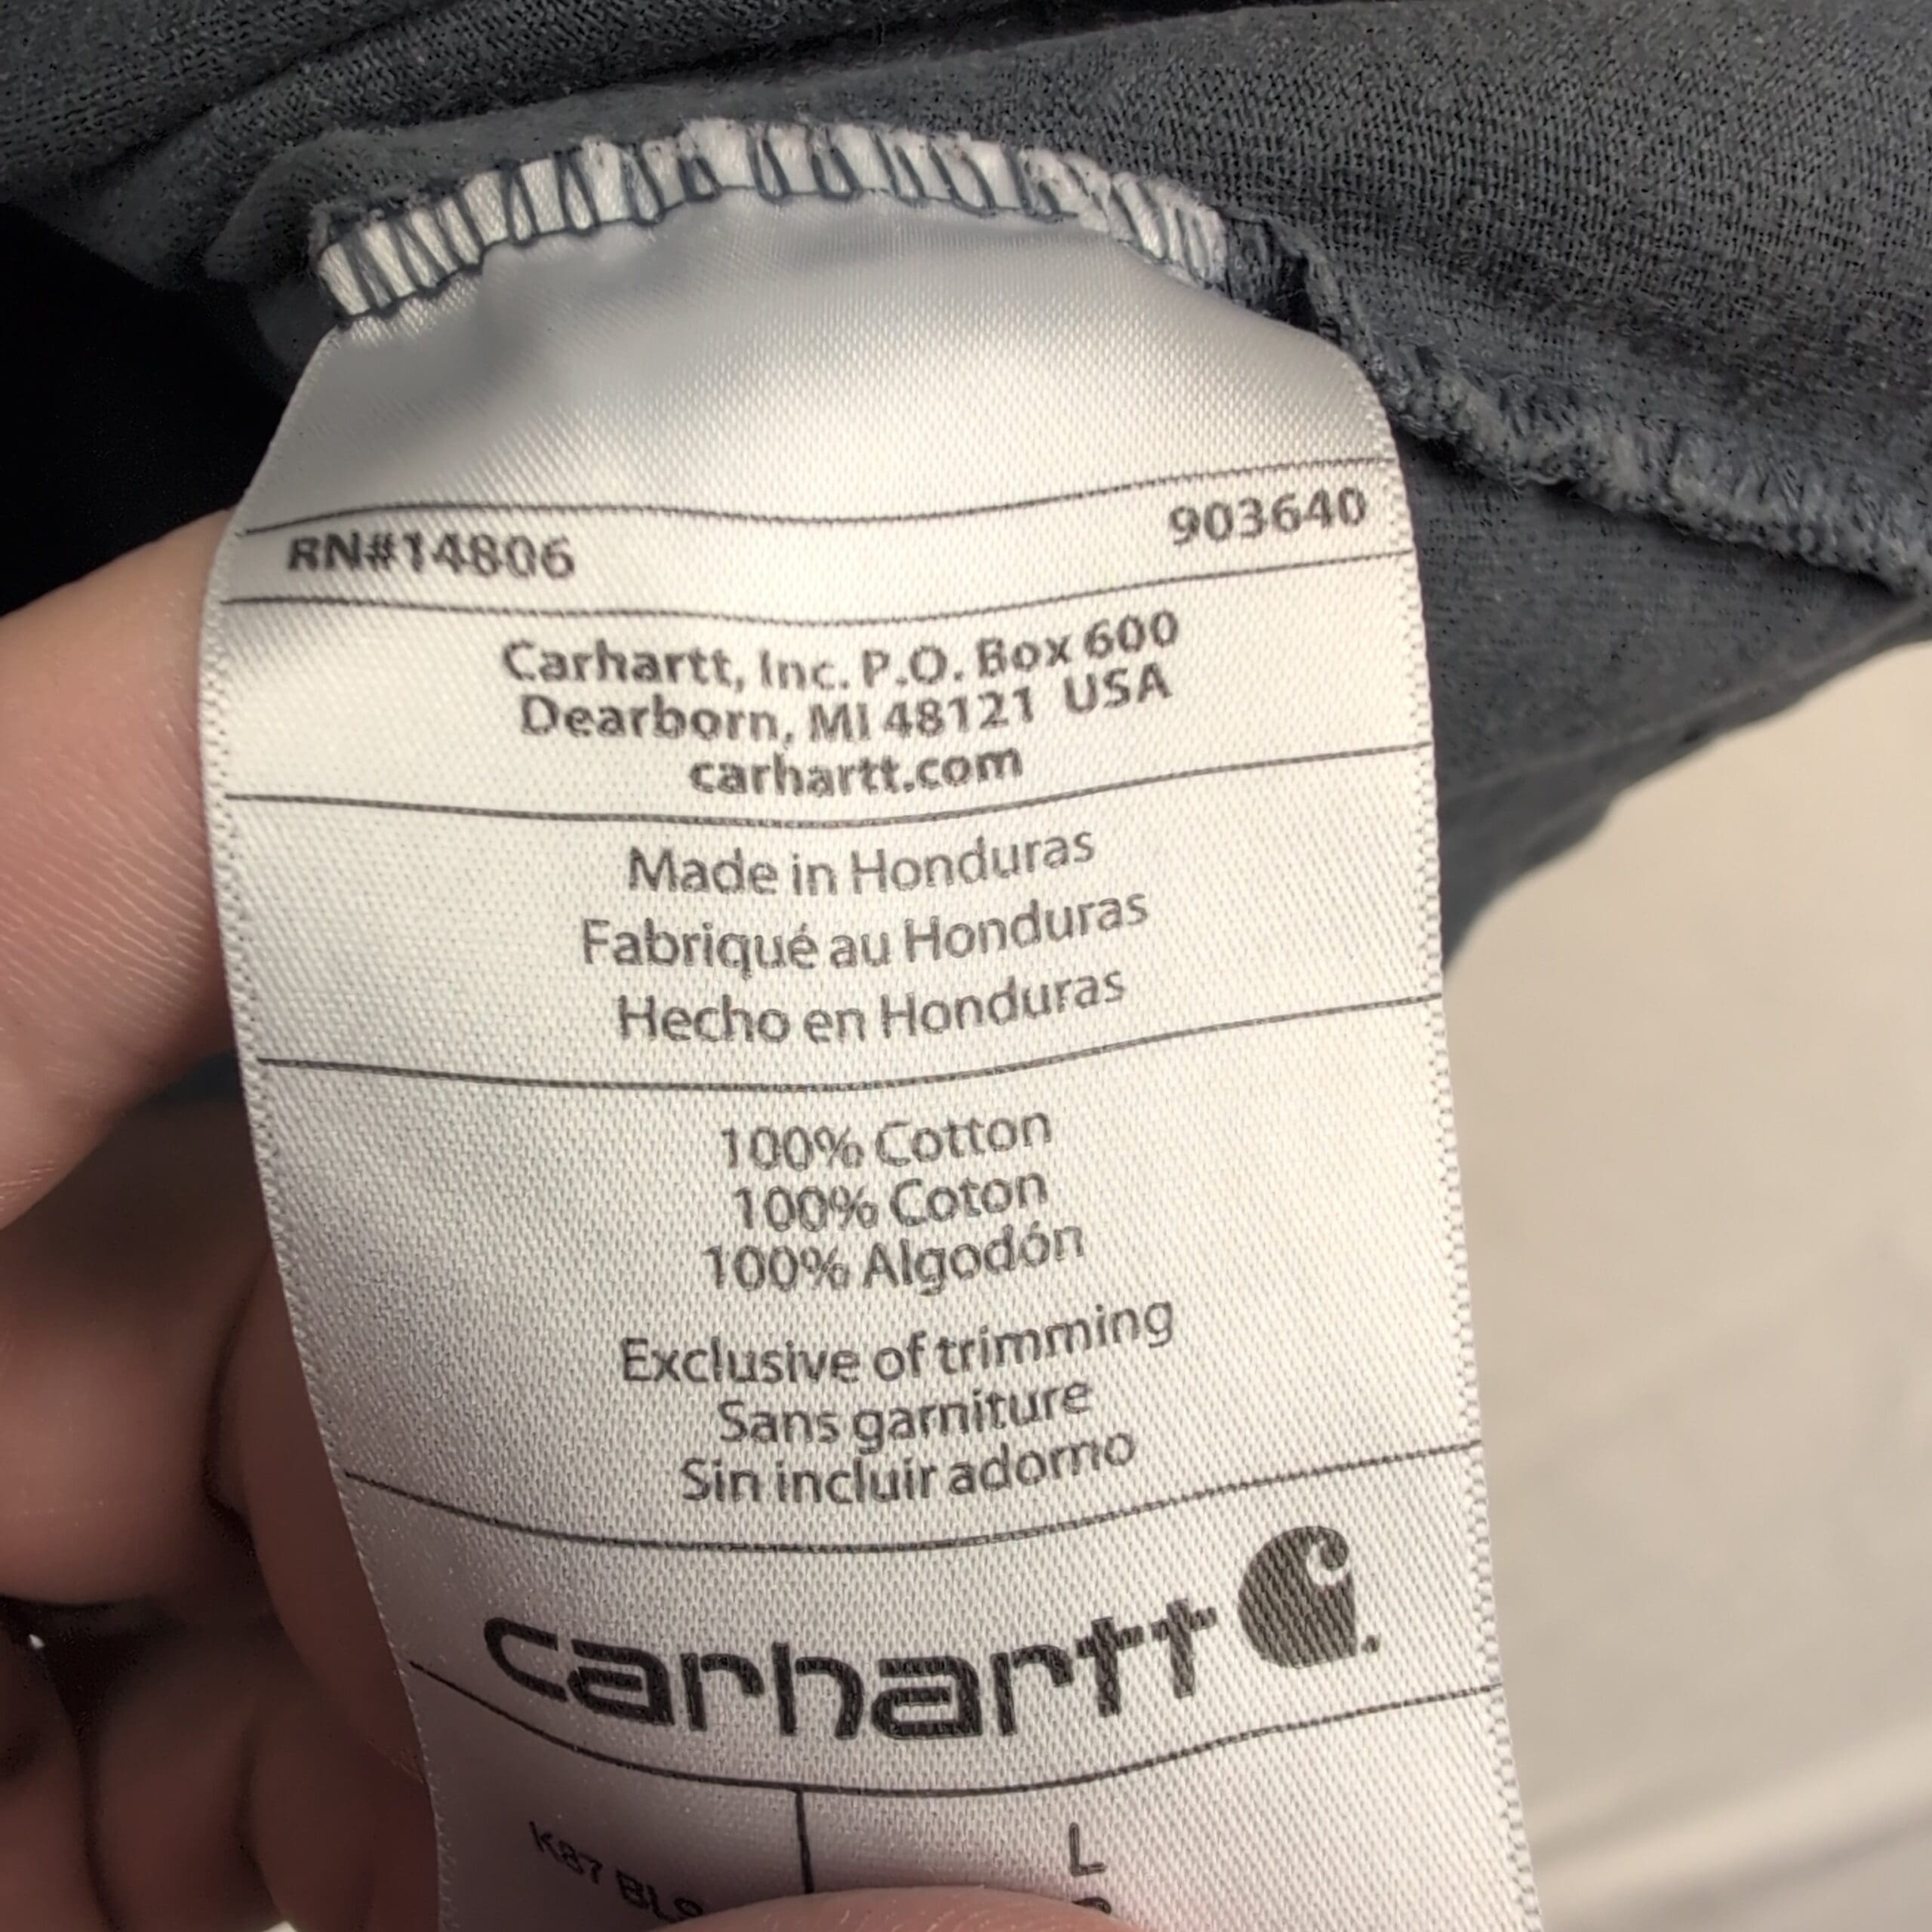 RN#14806 903640
Carhartt, Inc. P.O. Box 600
Dearborn, MI 48121 USA
carhartt.com
Made in Honduras
Fabriqué au Honduras
Hecho en Honduras
100% Cotton
100% Coton
100% Algodón
Exclusive of trimming
Sans garniture
Sin incluir adorno
carhartt
K87 L